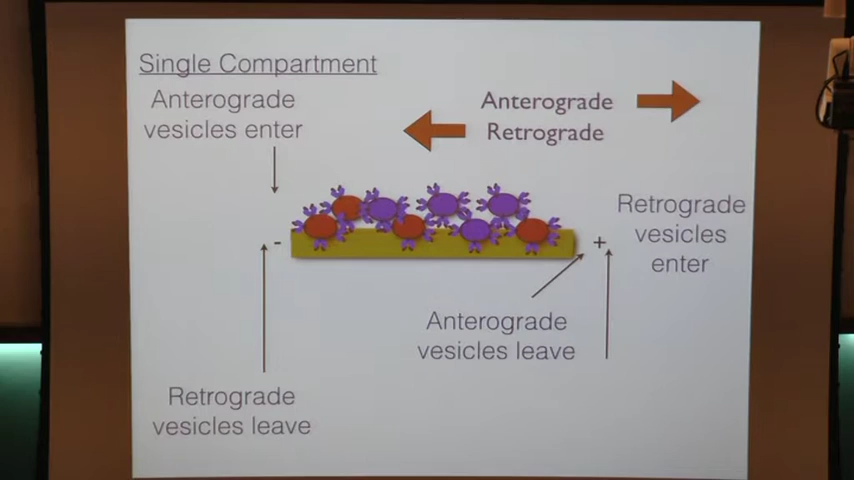 Single Compartment
Anterograde
vesicles enter
Anterograde
Retrograde
Retrograde
vesicles
enter
-
+
Anterograde
vesicles leave
Retrograde
vesicles leave